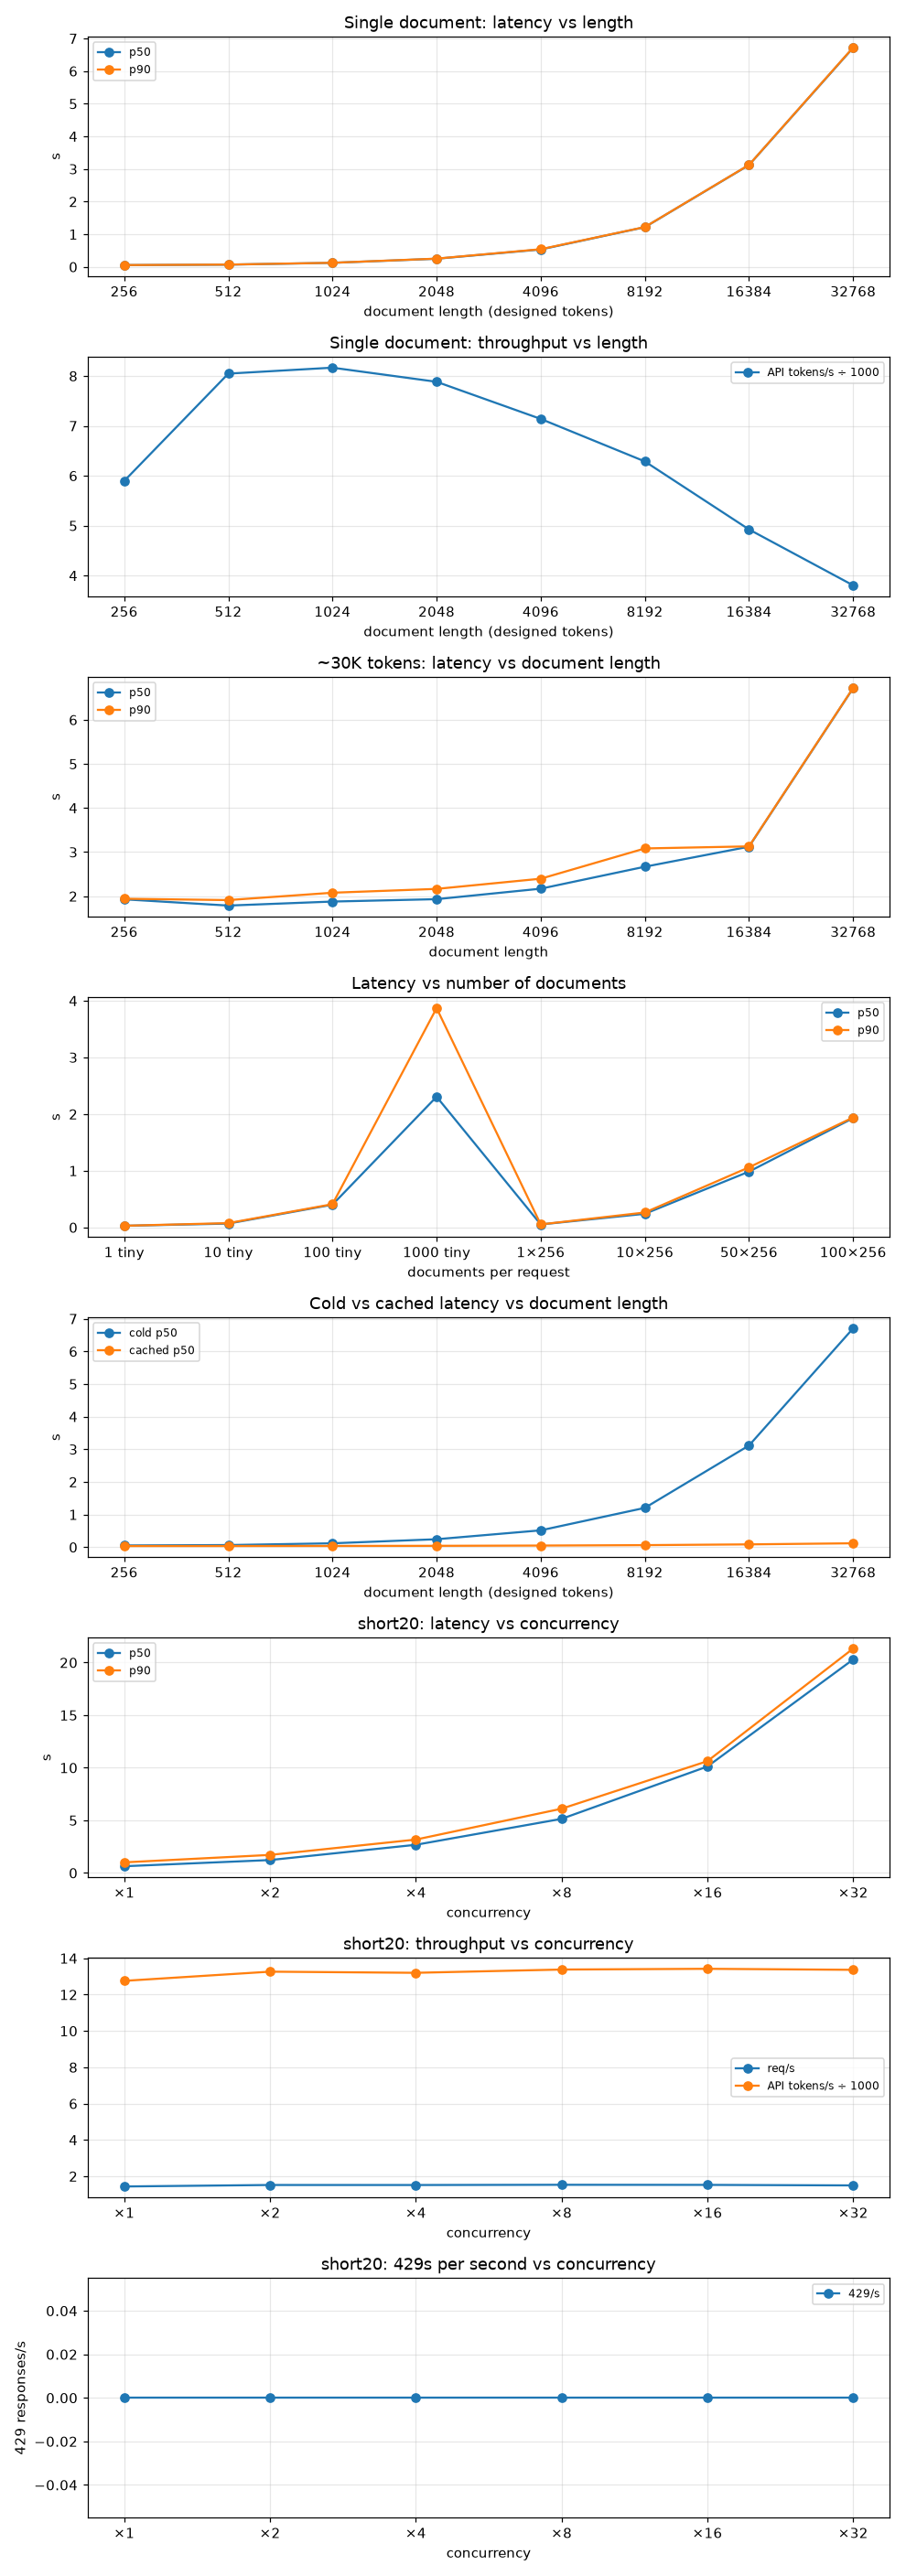 Single document: latency vs length
7
6
5
4
3
2
1
0
s
p50
p90
256 512 1024 2048 4096 8192 16384 32768
document length (designed tokens)
Single document: throughput vs length
8
7
6
5
4
API tokens/s ÷ 1000
256 512 1024 2048 4096 8192 16384 32768
document length (designed tokens)
~30K tokens: latency vs document length
6
5
4
3
2
s
p50
p90
256 512 1024 2048 4096 8192 16384 32768
document length
Latency vs number of documents
4
3
2
1
0
s
p50
p90
1 tiny 10 tiny 100 tiny 1000 tiny 1×256 10×256 50×256 100×256
documents per request
Cold vs cached latency vs document length
7
6
5
4
3
2
1
0
s
cold p50
cached p50
256 512 1024 2048 4096 8192 16384 32768
document length (designed tokens)
short20: latency vs concurrency
20
15
10
5
0
s
p50
p90
×1 ×2 ×4 ×8 ×16 ×32
concurrency
short20: throughput vs concurrency
14
12
10
8
6
4
2
req/s
API tokens/s ÷ 1000
×1 ×2 ×4 ×8 ×16 ×32
concurrency
short20: 429s per second vs concurrency
0.04
0.02
0.00
−0.02
−0.04
429 responses/s
429/s
×1 ×2 ×4 ×8 ×16 ×32
concurrency